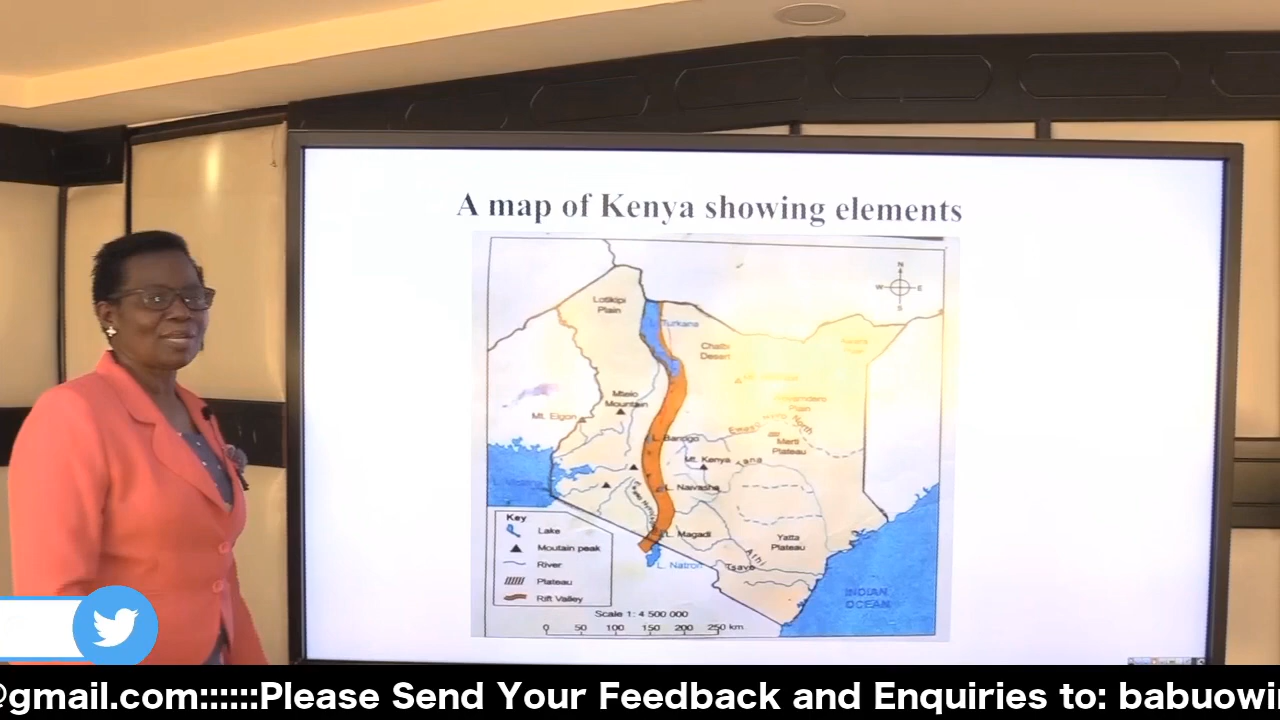 A map of Kenya showing elements
N
W
E
S
Lotikipi
Plain
L. Turkana
Chalbi
Desert
Mteio
Mountain
Mt. Elgon
L. Baringo
North
Merti
Plateau
Mt. Kenya
Tana
L. Naivasha
Key
Lake
Moutain peak
River
Plateau
Rift Valley
L. Magadi
Yatta
Plateau
Athi
L. Natron
Tsavo
INDIAN
OCEAN
Scale 1: 4 500 000
0 50 100 150 200 250 km
@gmail.com::::::Please Send Your Feedback and Enquiries to: babuowi